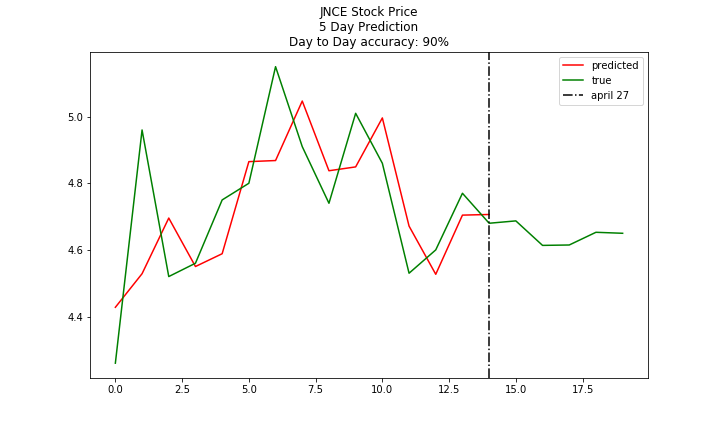 JNCE Stock Price
5 Day Prediction
Day to Day accuracy: 90%
predicted
true
april 27
5.0
4.8
4.6
4.4
0.0 2.5 5.0 7.5 10.0 12.5 15.0 17.5